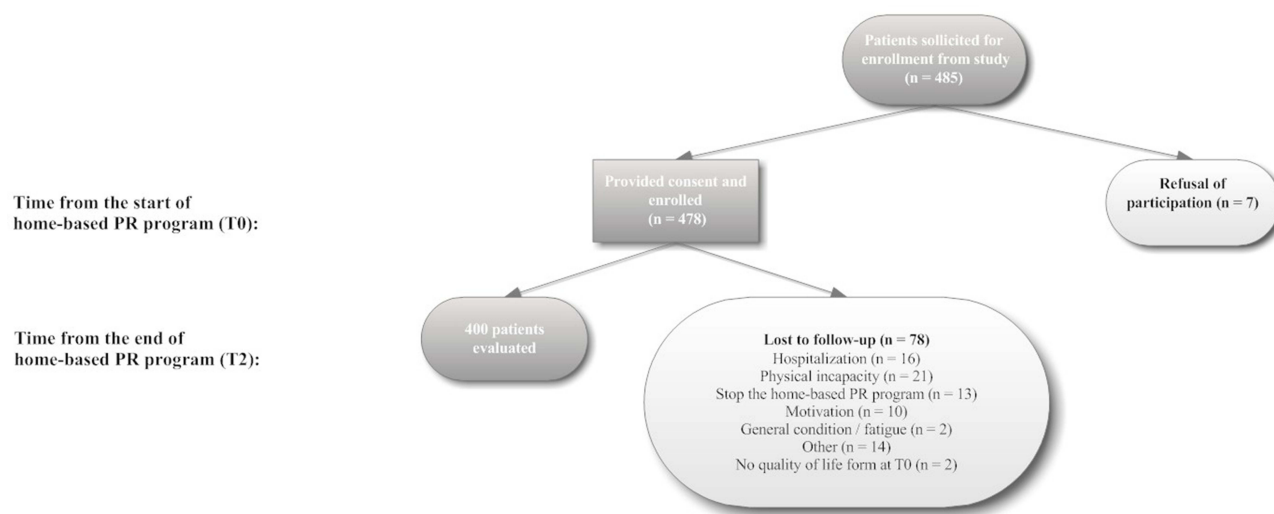 Patients sollicited for
enrollment from study
(n = 485)
Provided consent and
enrolled
(n = 478)
Refusal of
participation (n = 7)
Time from the start of
home-based PR program (T0):
400 patients
evaluated
Time from the end of
home-based PR program (T2):
Lost to follow-up (n = 78)
Hospitalization (n = 16)
Physical incapacity (n = 21)
Stop the home-based PR program (n = 13)
Motivation (n = 10)
General condition / fatigue (n = 2)
Other (n = 14)
No quality of life form at T0 (n = 2)